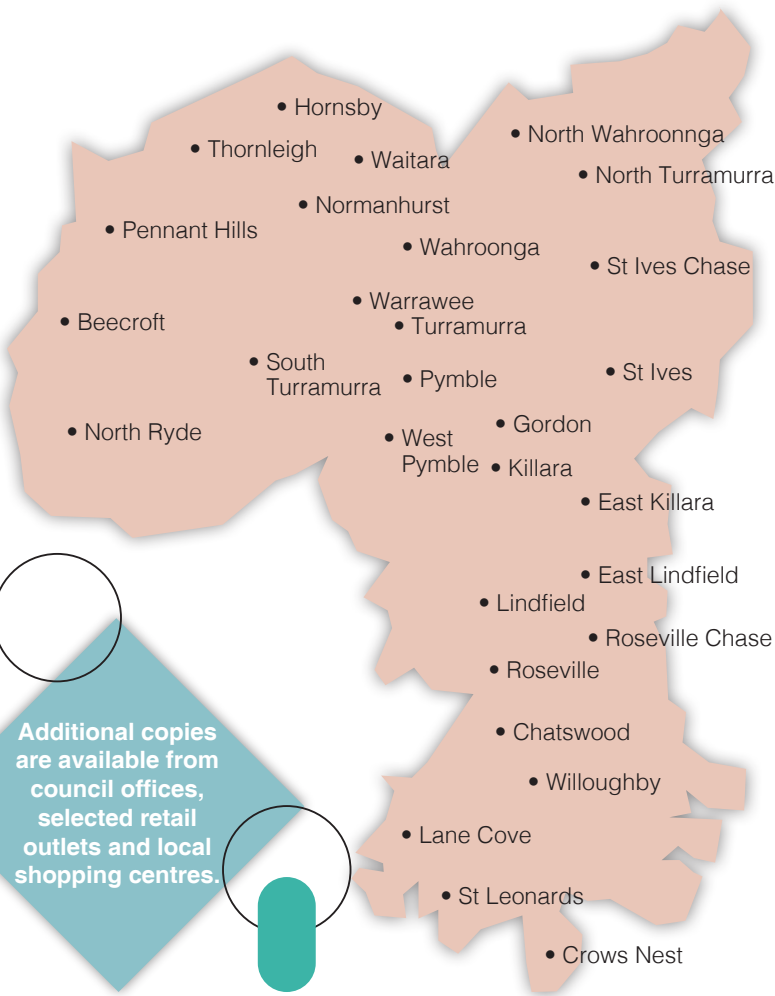 Hornsby
North Wahroonnga
Thornleigh
Waitara
North Turramurra
Normanhurst
Pennant Hills
Wahroonga
St Ives Chase
Warrawee
Beecroft
Turramurra
South
Turramurra
Pymble
St Ives
Gordon
North Ryde
West
Pymble
Killara
East Killara
East Lindfield
Lindfield
Roseville Chase
Roseville
Chatswood
Willoughby
Lane Cove
St Leonards
Crows Nest
Additional copies
are available from
council offices,
selected retail
outlets and local
shopping centres.